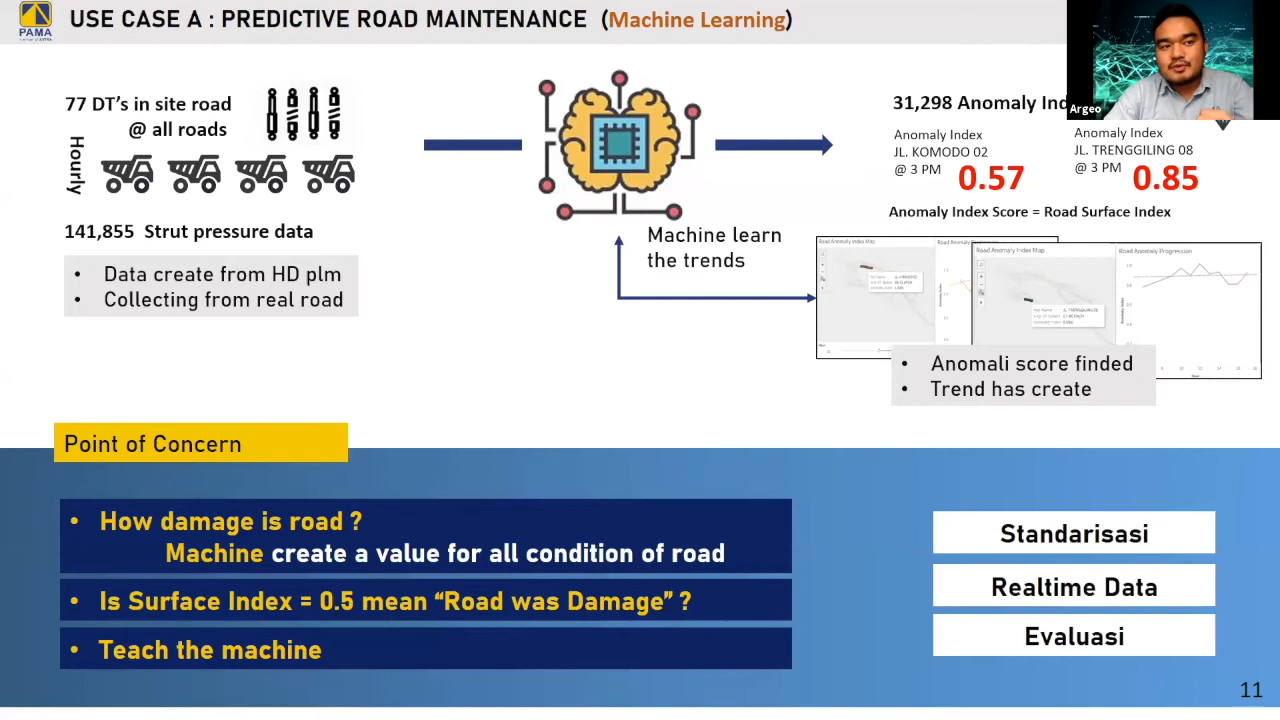 USE CASE A : PREDICTIVE ROAD MAINTENANCE (Machine Learning)
PAMA
Argeo
77 DT's in site road
@ all roads
Hourly
141,855 Strut pressure data
• Data create from HD plm
• Collecting from real road
Machine learn
the trends
31,298 Anomaly
Anomaly Index
JL. KOMODO 02
@ 3 PM
0.57
Anomaly Index
JL. TRENGGILING 08
@ 3 PM
0.85
Anomaly Index Score = Road Surface Index
Road Anomaly Index Map
Road Anomaly Index Map
Road Anomaly Progression
• Anomali score finded
• Trend has create
Point of Concern
• How damage is road ?
Machine create a value for all condition of road
• Is Surface Index = 0.5 mean “Road was Damage” ?
• Teach the machine
Standarisasi
Realtime Data
Evaluasi
11